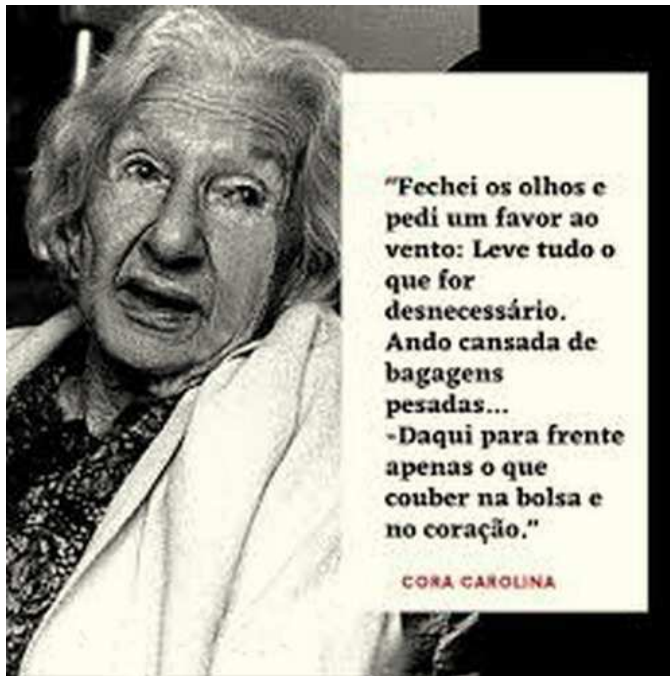 “Fechei os olhos e
pedi um favor ao
vento: Leve tudo o
que for
desnecessário.
Ando cansada de
bagagens
pesadas...
-Daqui para frente
apenas o que
couber na bolsa e
no coração.”
CORA CAROLINA